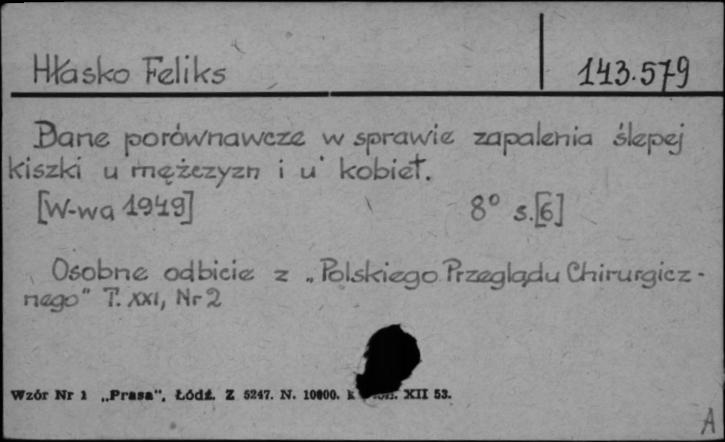 Hłasko Feliks 143.579
Dane porównawcze w sprawie zapalenia ślepej
kiszki u mężczyzn i u kobiet.
[W-wa 1949] 8° s.[6]
Osobne odbicie z „Polskiego Przeglądu Chirurgicz-
nego" T. XXI, Nr 2
Wzór Nr 1 „Prasa", Łódź. Z 5247. N. 10000. XII 53.
A